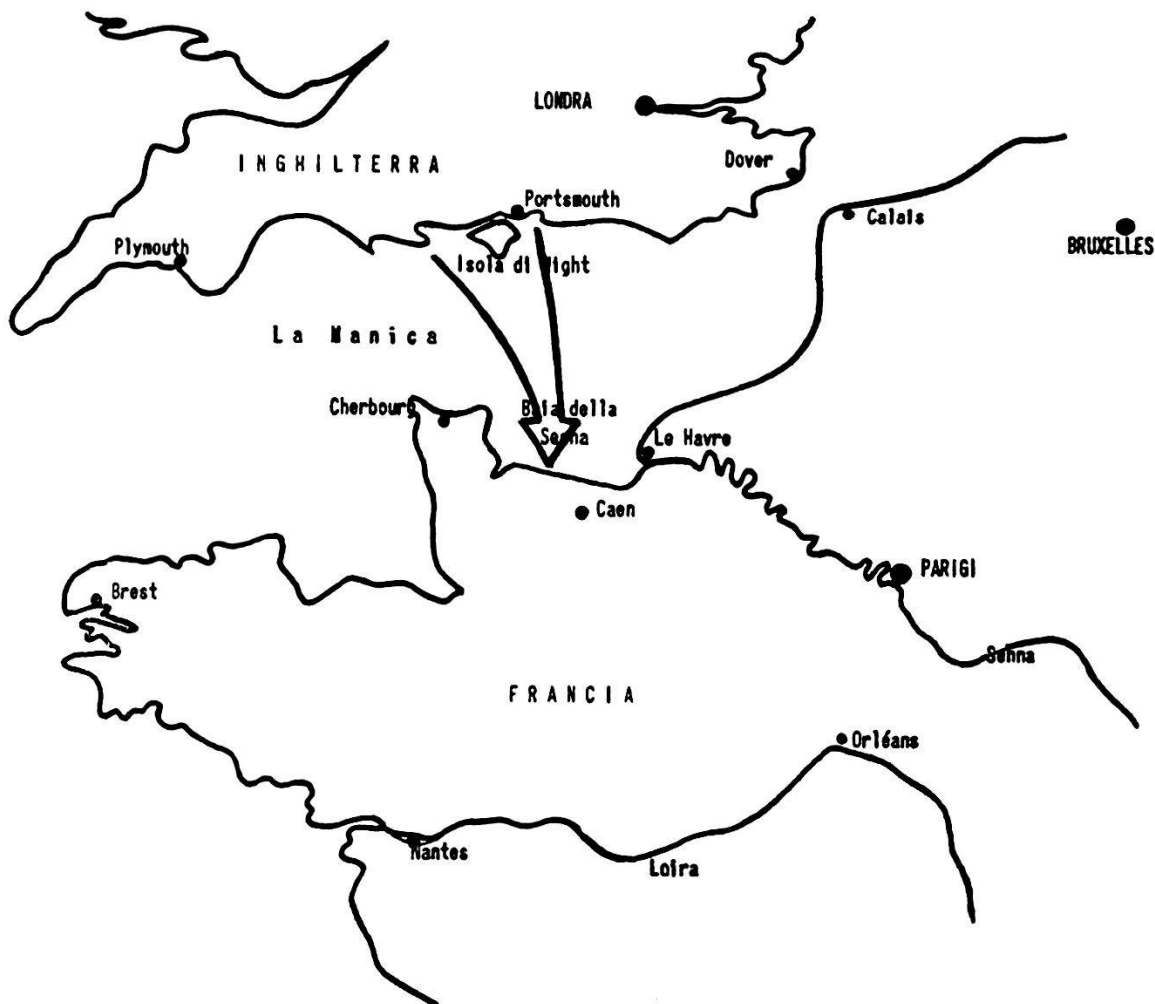 LONDRA
INGHILTERRA
Dover
Portsmouth
Calais
Plymouth
BRUXELLES
Isola di Wight
La Manica
Cherbourg
Baia della
Senna
Le Havre
Caen
PARIGI
Brest
Senna
FRANCIA
Orléans
Nantes
Loira